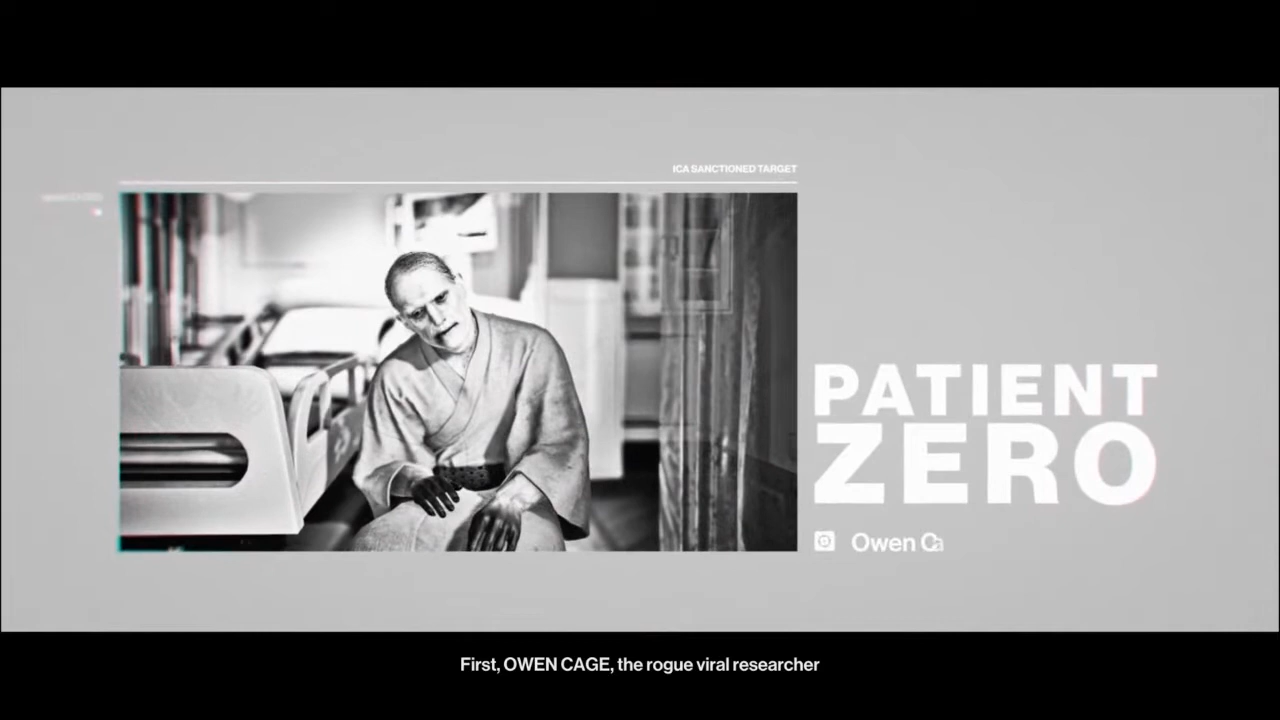 ICA SANCTIONED TARGET
PATIENT
ZERO
Owen Ca
First, OWEN CAGE, the rogue viral researcher